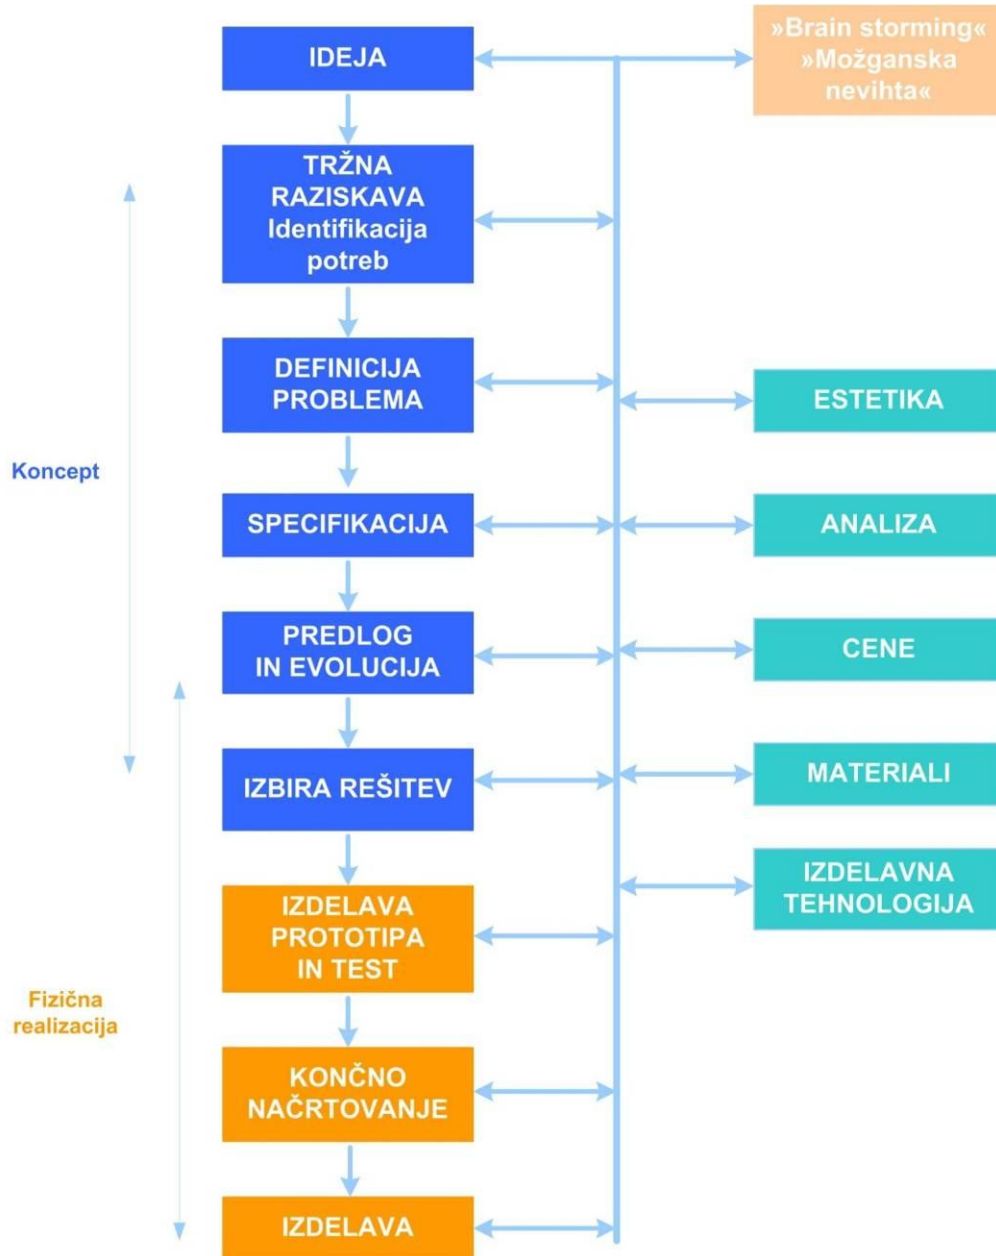 IDEJA
»Brain storming«
»Možganska
nevihta«
TRŽNA
RAZISKAVA
Identifikacija
potreb
DEFINICIJA
PROBLEMA
ESTETIKA
Koncept
SPECIFIKACIJA
ANALIZA
PREDLOG
IN EVOLUCIJA
CENE
IZBIRA REŠITEV
MATERIALI
IZDELAVNA
TEHNOLOGIJA
IZDELAVA
PROTOTIPA
IN TEST
Fizična
realizacija
KONČNO
NAČRTOVANJE
IZDELAVA